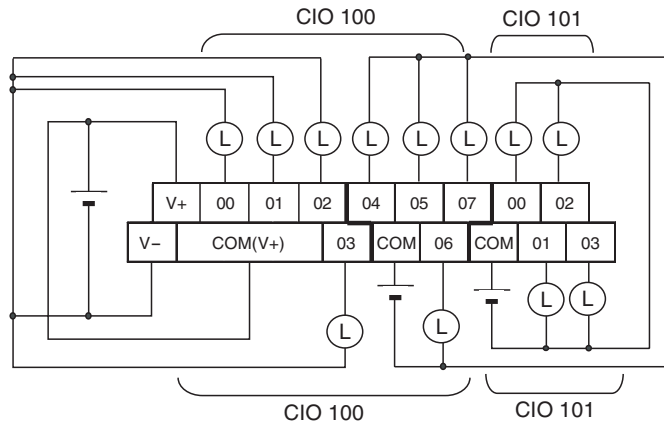 CIO 100 CIO 101
L L L L L L L L
V+ 00 01 02 04 05 07 00 02
V− COM(V+) 03 COM 06 COM 01 03
L L L L
CIO 100 CIO 101